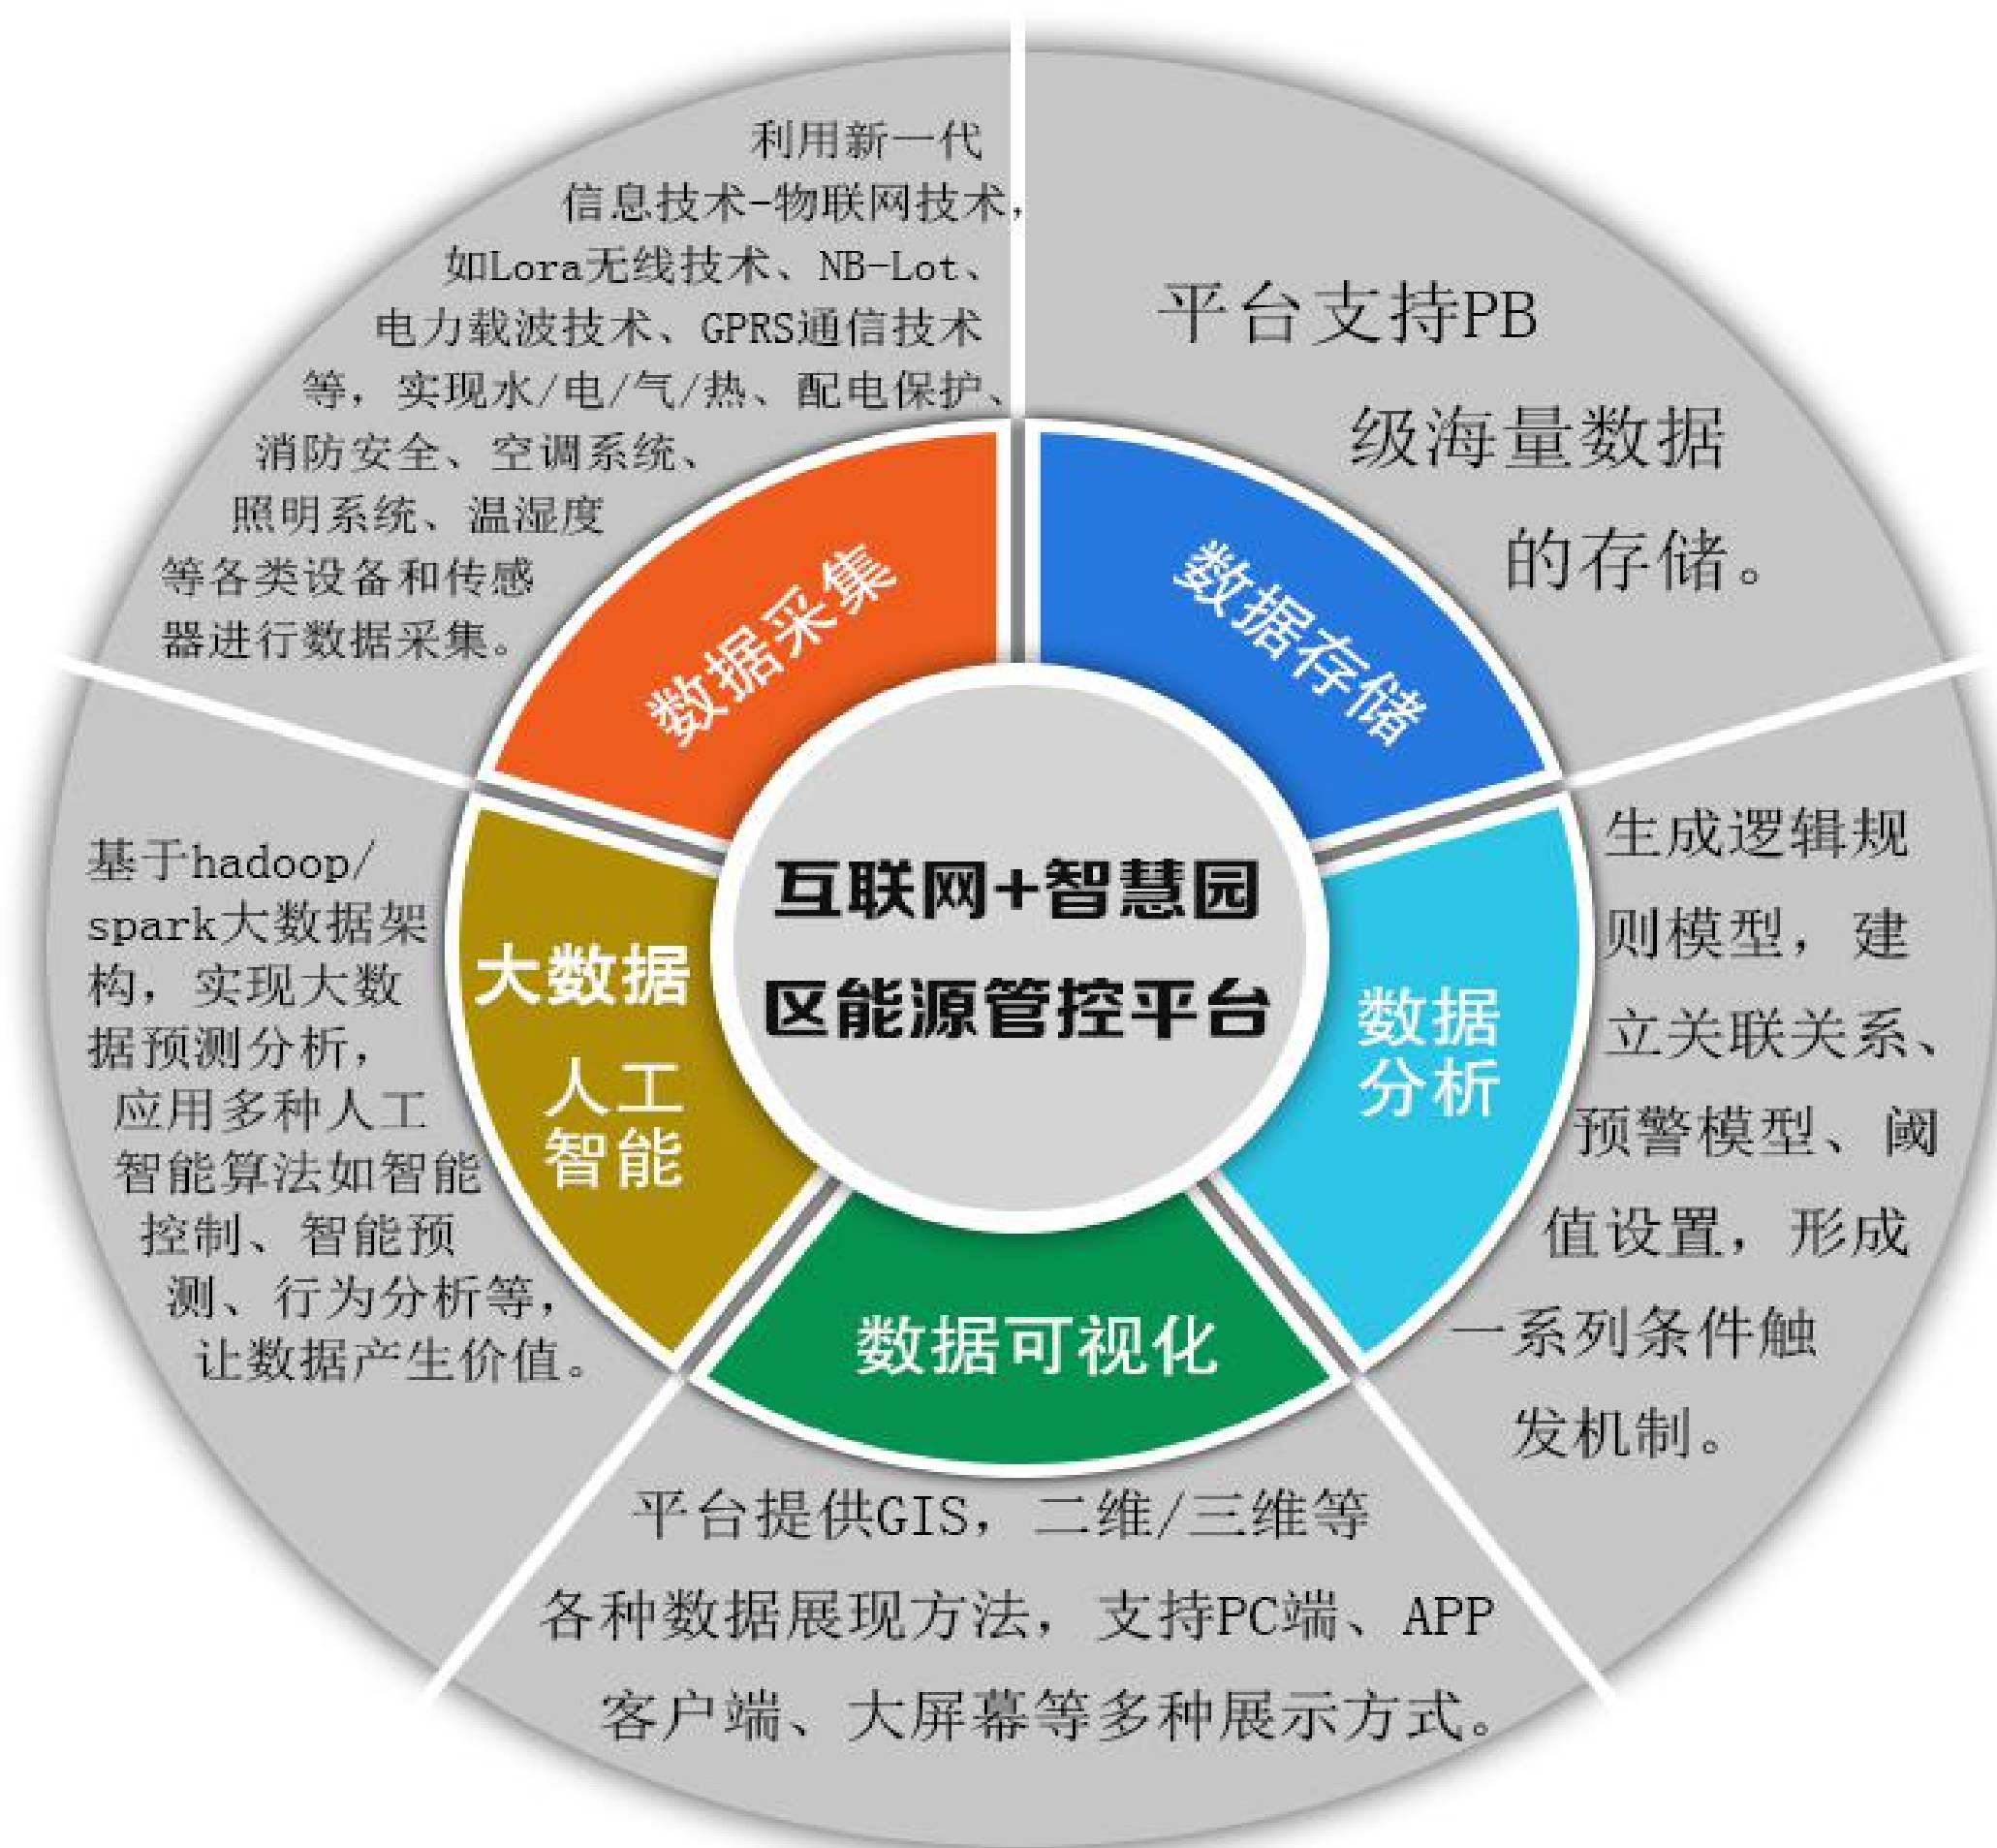 利用新一代
信息技术-物联网技术，
如Lora无线技术、NB-Lot、
电力载波技术、GPRS通信技术
等，实现水/电/气/热、配电保护、
消防安全、空调系统、
照明系统、温湿度
等各类设备和传感
器进行数据采集。
平台支持PB
级海量数据
的存储。
数据采集
数据存储
互联网+智慧园
区能源管控平台
基于hadoop/
spark大数据架
构，实现大数
据预测分析，
应用多种人工
智能算法如智能
控制、智能预
测、行为分析等，
让数据产生价值。
大数据
人工
智能
数据
分析
生成逻辑规
则模型，建
立关联关系、
预警模型、阈
值设置，形成
一系列条件触
发机制。
数据可视化
平台提供GIS，二维/三维等
各种数据展现方法，支持PC端、APP
客户端、大屏幕等多种展示方式。